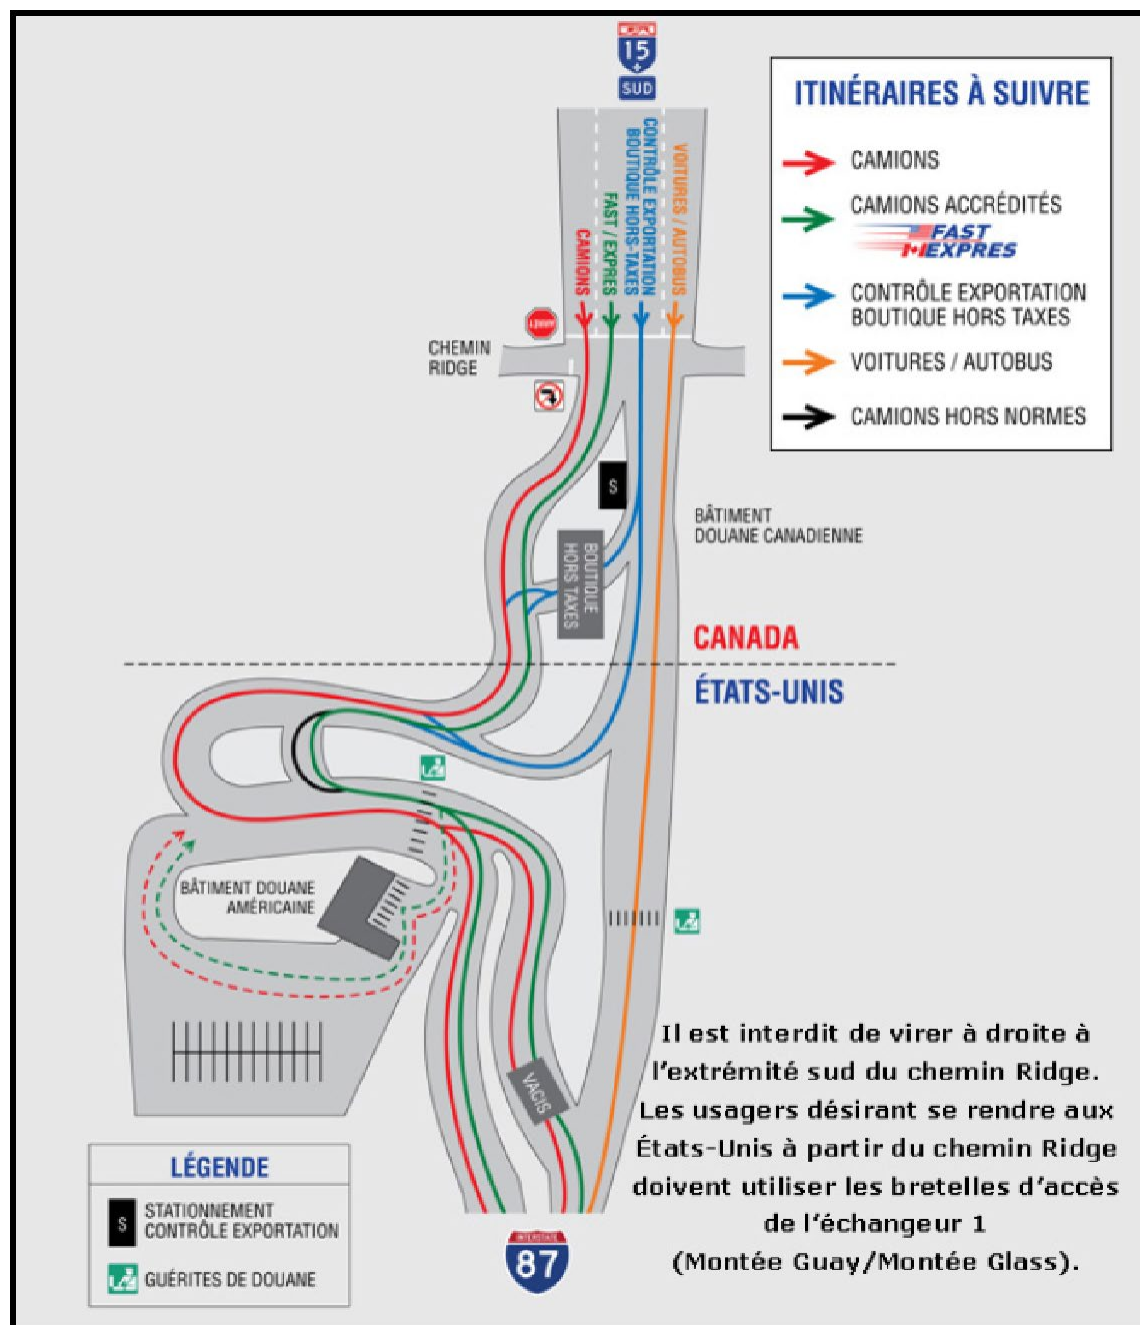 15
SUD
ITINÉRAIRES À SUIVRE
CAMIONS
CAMIONS ACCRÉDITÉS
FAST
EXPRES
CONTRÔLE EXPORTATION
BOUTIQUE HORS TAXES
VOITURES / AUTOBUS
CAMIONS HORS NORMES
CAMIONS
FAST / EXPRES
CONTRÔLE EXPORTATION
BOUTIQUE HORS-TAXES
VOITURES / AUTOBUS
CHEMIN
RIDGE
S
BÂTIMENT
DOUANE CANADIENNE
BOUTIQUE
HORS TAXES
CANADA
ÉTATS-UNIS
BÂTIMENT DOUANE
AMÉRICAINE
VACIS
Il est interdit de virer à droite à
l'extrémité sud du chemin Ridge.
Les usagers désirant se rendre aux
États-Unis à partir du chemin Ridge
doivent utiliser les bretelles d'accès
de l'échangeur 1
(Montée Guay/Montée Glass).
LÉGENDE
S
STATIONNEMENT
CONTRÔLE EXPORTATION
GUÉRITES DE DOUANE
INTERSTATE
87